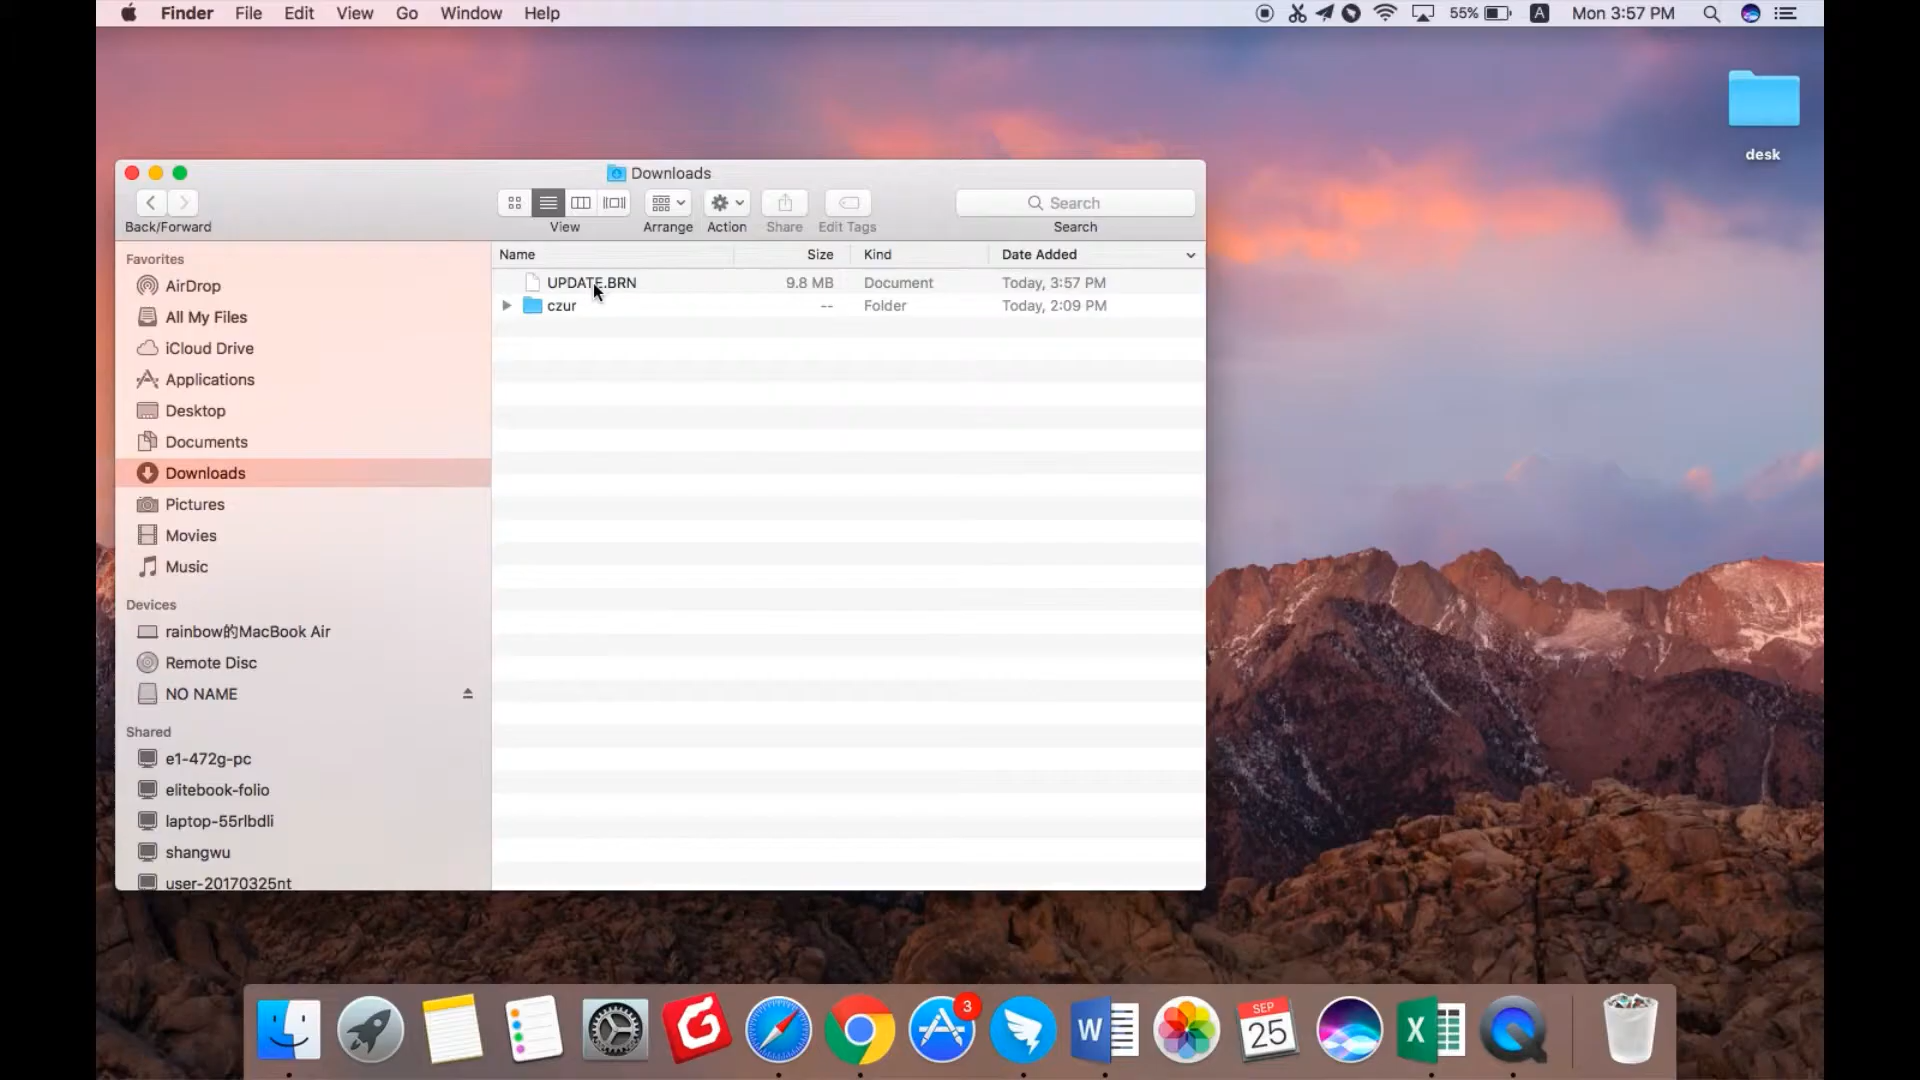 Finder File Edit View Go Window Help 55% A Mon 3:57 PM
desk
Downloads
Search
Back/Forward View Arrange Action Share Edit Tags Search
Name Size Kind Date Added
UPDATE.BRN 9.8 MB Document Today, 3:57 PM
czur -- Folder Today, 2:09 PM
Favorites
AirDrop
All My Files
iCloud Drive
Applications
Desktop
Documents
Downloads
Pictures
Movies
Music
Devices
rainbow的MacBook Air
Remote Disc
NO NAME
Shared
e1-472g-pc
elitebook-folio
laptop-55rlbdli
shangwu
user-20170325nt
3
W
SEP
25
X